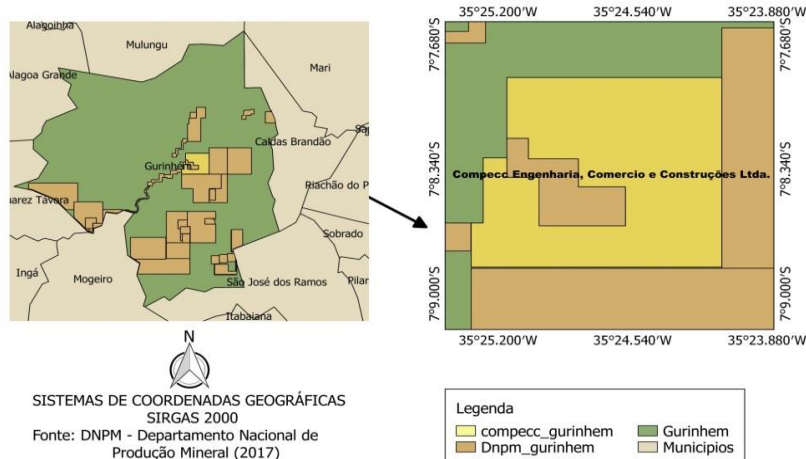 Alagoinha
Mulungu
Mari
Alagoa Grande
Caldas Brandão
Gurinhém
Riachão do P
uarez Távora
Sobrado
Ingá
Mogeiro
São José dos Ramos
Pilar
Itabaiana
35°25.200'W 35°24.540'W 35°23.880'W
7°7.680'S
7°7.680'S
7°8.340'S
7°8.340'S
Compecc Engenharia, Comercio e Construções Ltda.
7°9.000'S
7°9.000'S
35°25.200'W 35°24.540'W 35°23.880'W
N
SISTEMAS DE COORDENADAS GEOGRÁFICAS
SIRGAS 2000
Fonte: DNPM - Departamento Nacional de
Produção Mineral (2017)
Legenda
compecc_gurinhem Gurinhem
Dnpm_gurinhem Municipios